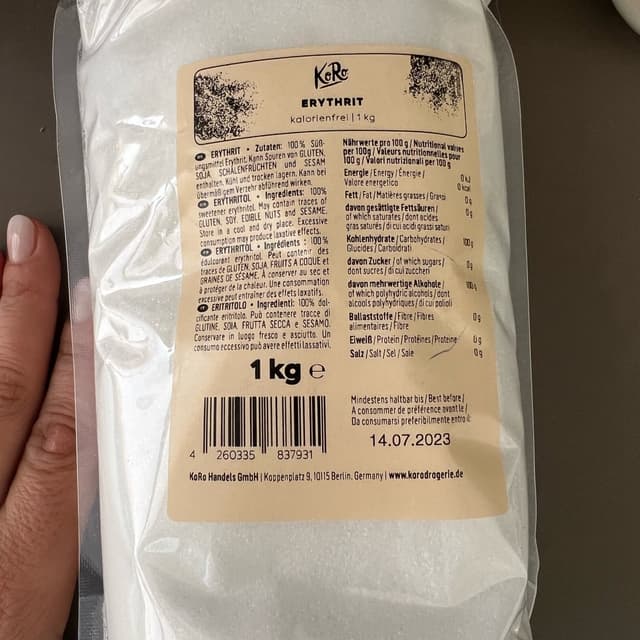 KoRo
ERYTHRIT
kalorienfrei | 1 kg
ERYTHRIT • Zutaten: 100 % Süß-
ungsmittel Erythrit. Kann Spuren von GLUTEN,
SOJA, SCHALENFRÜCHTEN und SESAM
enthalten. Kühl und trocken lagern. Kann bei
übermäßigem Verzehr abführend wirken.
ERYTHRITOL • Ingredients: 100%
sweetener erythritol. May contain traces of
GLUTEN, SOY, EDIBLE NUTS and SESAME.
Store in a cool and dry place. Excessive
consumption may produce laxative effects.
ERYTHRITOL • Ingrédients : 100 %
édulcorant erythritol. Peut contenir des
traces de GLUTEN, SOJA, FRUITS A COQUE et
GRAINES DE SÉSAME. À conserver au sec et
à protéger de la chaleur. Une consommation
excessive peut entraîner des effets laxatifs.
ERITRITOLO • Ingredienti: 100% dol-
cificante eritritolo. Può contenere tracce di
GLUTINE, SOIA, FRUTTA SECCA e SESAMO.
Conservare in luogo fresco e asciutto. Un
consumo eccessivo può avere effetti lassativi.
Nährwerte pro 100 g / Nutritional values
per 100g / Valeurs nutritionnelles pour
100 g / Valori nutrizionali per 100 g
Energie / Energy / Énergie / 0 kJ
Valore energetico 0 kcal
Fett / Fat / Matières grasses / Grassi 0 g
davon gesättigte Fettsäuren / 0 g
of which saturates / dont acides
gras saturés / di cui acidi grassi saturi
Kohlenhydrate / Carbohydrates / 100 g
Glucides / Carboidrati
davon Zucker / of which sugars / 0 g
dont sucres / di cui zuccheri
davon mehrwertige Alkohole / 100 g
of which polyhydric alcohols / dont
alcools polyhydriques / di cui polioli
Ballaststoffe / Fibre / Fibres 0 g
alimentaires / Fibre
Eiweiß / Protein / Protéines / Proteine 0 g
Salz / Salt / Sel / Sale 0 g
1 kg ℮
4 260335 837931
Mindestens haltbar bis / Best before /
A consommer de préférence avant le /
Da consumarsi preferibilmente entro il:
14.07.2023
KoRo Handels GmbH | Koppenplatz 9, 10115 Berlin, Germany | www.korodrogerie.de